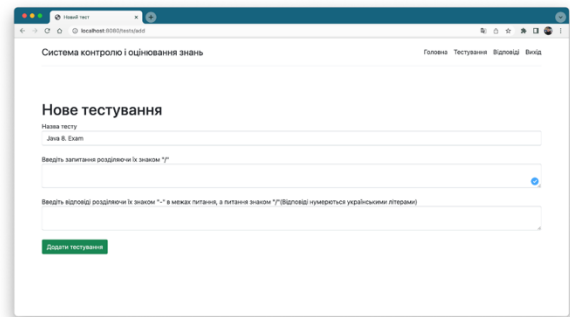 Новий тест
localhost:8080/tests/add
Система контролю і оцінювання знань
Головна Тестування Відповіді Вихід
Нове тестування
Назва тесту
Java 8. Exam
Введіть запитання розділяючи їх знаком "/"
Введіть відповіді розділяючи їх знаком "-" в межах питання, а питання знаком "/"(Відповіді нумерються українськими літерами)
Додати тестування